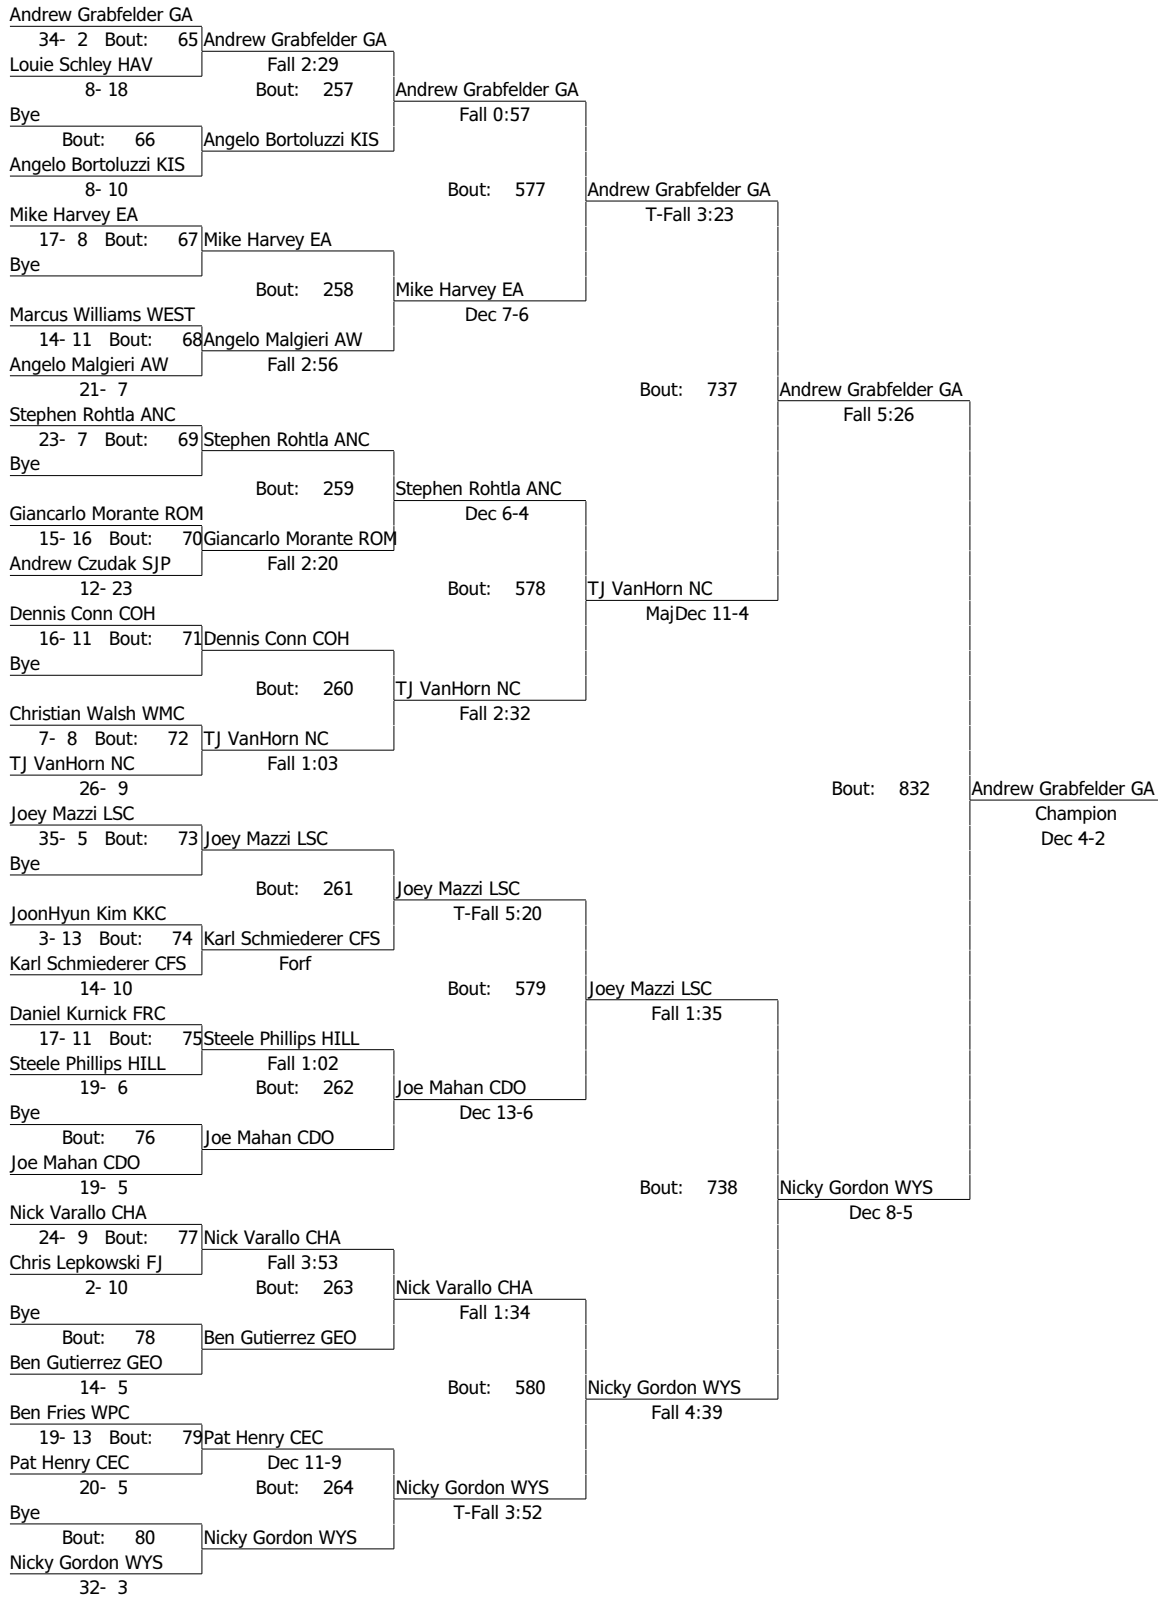 Andrew Grabfelder GA
34- 2 Bout: 65 Andrew Grabfelder GA
Louie Schley HAV Fall 2:29
8- 18 Bout: 257 Andrew Grabfelder GA
Bye Fall 0:57
Bout: 66 Angelo Bortoluzzi KIS
Angelo Bortoluzzi KIS
8- 10 Bout: 577 Andrew Grabfelder GA
Mike Harvey EA T-Fall 3:23
17- 8 Bout: 67 Mike Harvey EA
Bye
Bout: 258 Mike Harvey EA
Marcus Williams WEST Dec 7-6
14- 11 Bout: 68 Angelo Malgieri AW
Angelo Malgieri AW Fall 2:56
21- 7 Bout: 737 Andrew Grabfelder GA
Stephen Rohtla ANC Fall 5:26
23- 7 Bout: 69 Stephen Rohtla ANC
Bye
Bout: 259 Stephen Rohtla ANC
Giancarlo Morante ROM Dec 6-4
15- 16 Bout: 70 Giancarlo Morante ROM
Andrew Czudak SJP Fall 2:20
12- 23 Bout: 578 TJ VanHorn NC
Dennis Conn COH MajDec 11-4
16- 11 Bout: 71 Dennis Conn COH
Bye
Bout: 260 TJ VanHorn NC
Christian Walsh WMC Fall 2:32
7- 8 Bout: 72 TJ VanHorn NC
TJ VanHorn NC Fall 1:03
26- 9 Bout: 832 Andrew Grabfelder GA
Joey Mazzi LSC Champion
35- 5 Bout: 73 Joey Mazzi LSC Dec 4-2
Bye
Bout: 261 Joey Mazzi LSC
JoonHyun Kim KKC T-Fall 5:20
3- 13 Bout: 74 Karl Schmiederer CFS
Karl Schmiederer CFS Forf
14- 10 Bout: 579 Joey Mazzi LSC
Daniel Kurnick FRC Fall 1:35
17- 11 Bout: 75 Steele Phillips HILL
Steele Phillips HILL Fall 1:02
19- 6 Bout: 262 Joe Mahan CDO
Bye Dec 13-6
Bout: 76 Joe Mahan CDO
Joe Mahan CDO
19- 5 Bout: 738 Nicky Gordon WYS
Nick Varallo CHA Dec 8-5
24- 9 Bout: 77 Nick Varallo CHA
Chris Lepkowski FJ Fall 3:53
2- 10 Bout: 263 Nick Varallo CHA
Bye Fall 1:34
Bout: 78 Ben Gutierrez GEO
Ben Gutierrez GEO
14- 5 Bout: 580 Nicky Gordon WYS
Ben Fries WPC Fall 4:39
19- 13 Bout: 79 Pat Henry CEC
Pat Henry CEC Dec 11-9
20- 5 Bout: 264 Nicky Gordon WYS
Bye T-Fall 3:52
Bout: 80 Nicky Gordon WYS
Nicky Gordon WYS
32- 3